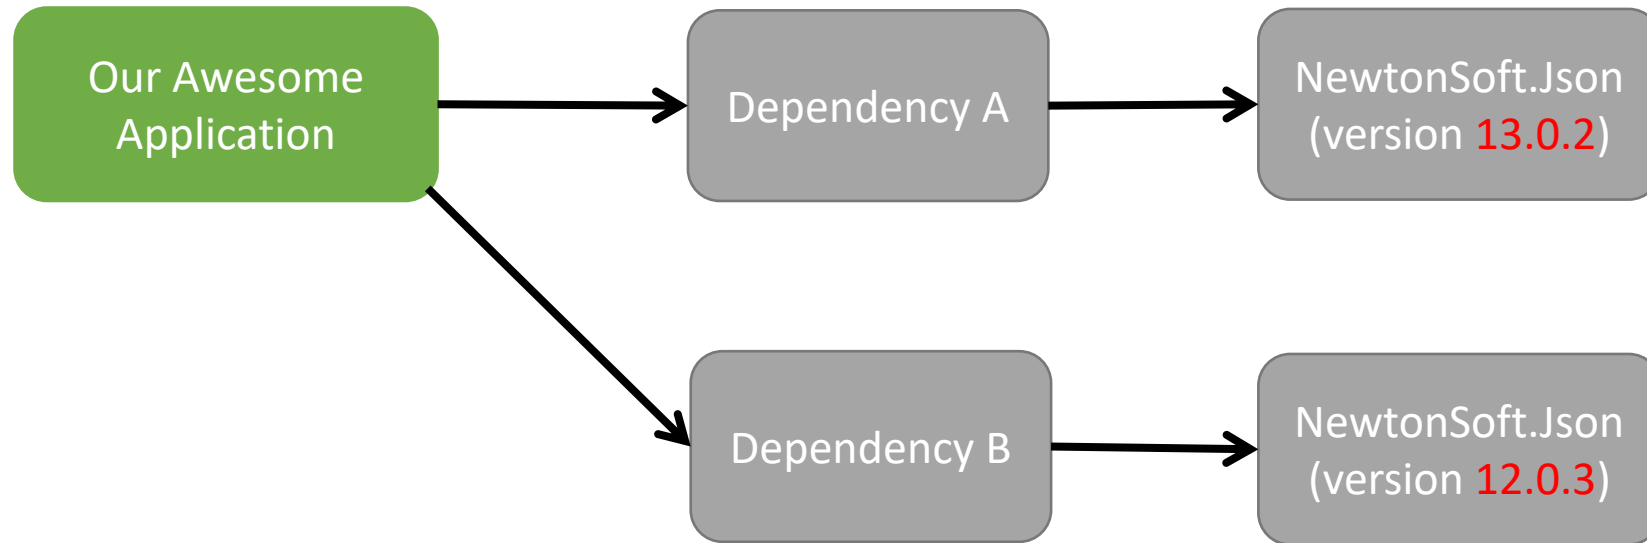 Our Awesome
Application
Dependency A
NewtonSoft.Json
(version 13.0.2)
Dependency B
NewtonSoft.Json
(version 12.0.3)